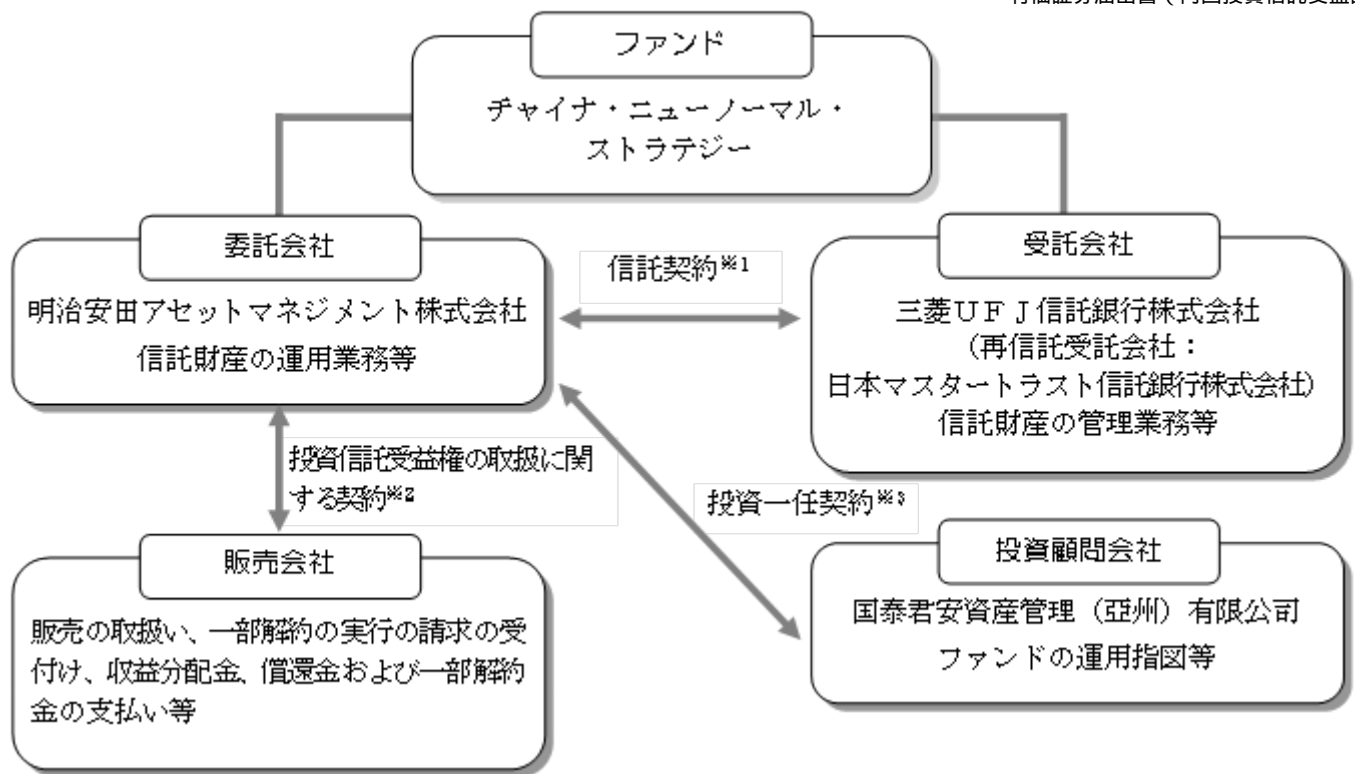 ファンド
チャイナ・ニューノーマル・
ストラテジー
委託会社
明治安田アセットマネジメント株式会社
信託財産の運用業務等
信託契約※1
受託会社
三菱UFJ信託銀行株式会社
(再信託受託会社:
日本マスタートラスト信託銀行株式会社)
信託財産の管理業務等
投資信託受益権の取扱に関
する契約※2
投資一任契約※3
販売会社
販売の取扱い、一部解約の実行の請求の受
付け、収益分配金、償還金および一部解約
金の支払い等
投資顧問会社
国泰君安資産管理(亞州)有限公司
ファンドの運用指図等